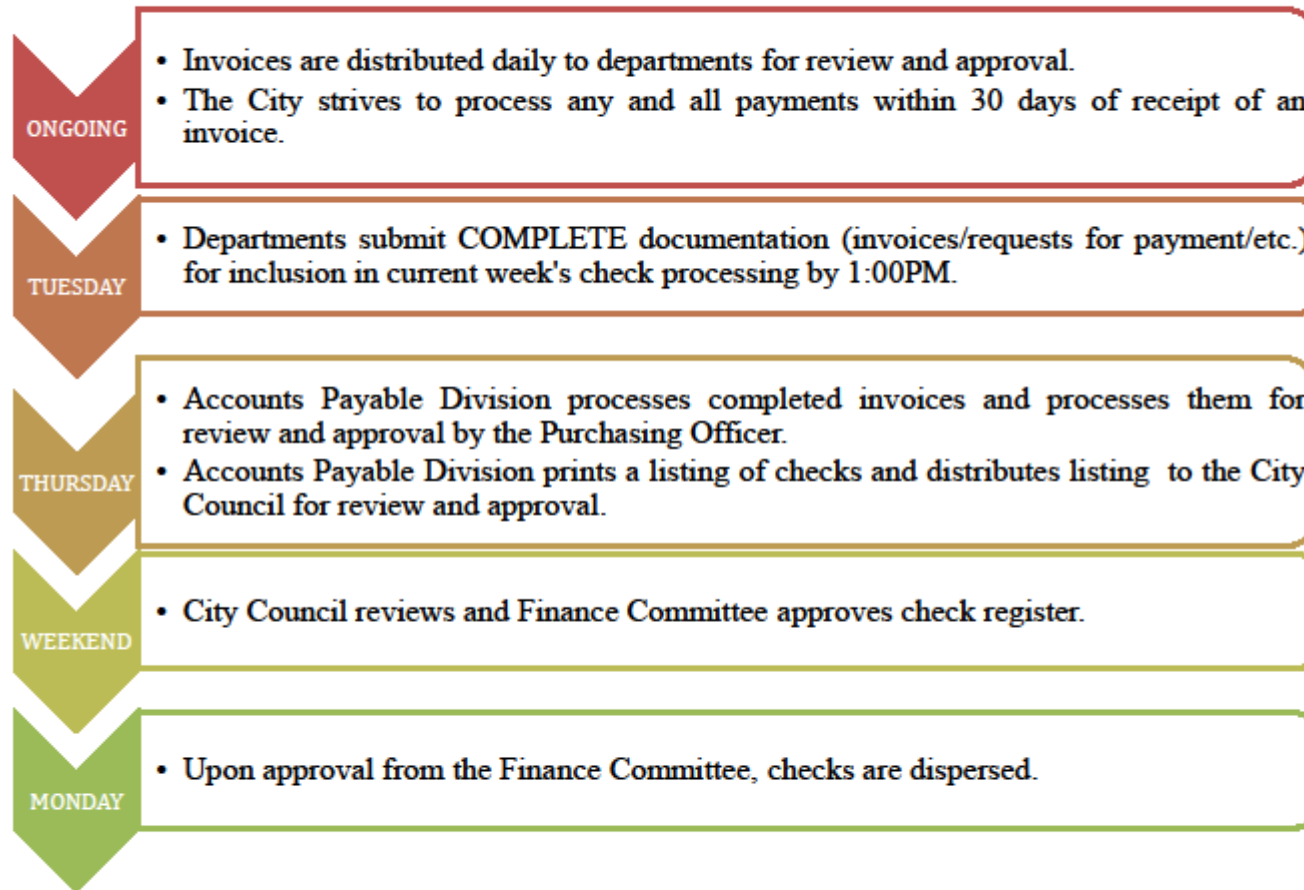 ONGOING
• Invoices are distributed daily to departments for review and approval.
• The City strives to process any and all payments within 30 days of receipt of an
invoice.
TUESDAY
• Departments submit COMPLETE documentation (invoices/requests for payment/etc.)
for inclusion in current week's check processing by 1:00PM.
THURSDAY
• Accounts Payable Division processes completed invoices and processes them for
review and approval by the Purchasing Officer.
• Accounts Payable Division prints a listing of checks and distributes listing to the City
Council for review and approval.
WEEKEND
• City Council reviews and Finance Committee approves check register.
MONDAY
• Upon approval from the Finance Committee, checks are dispersed.